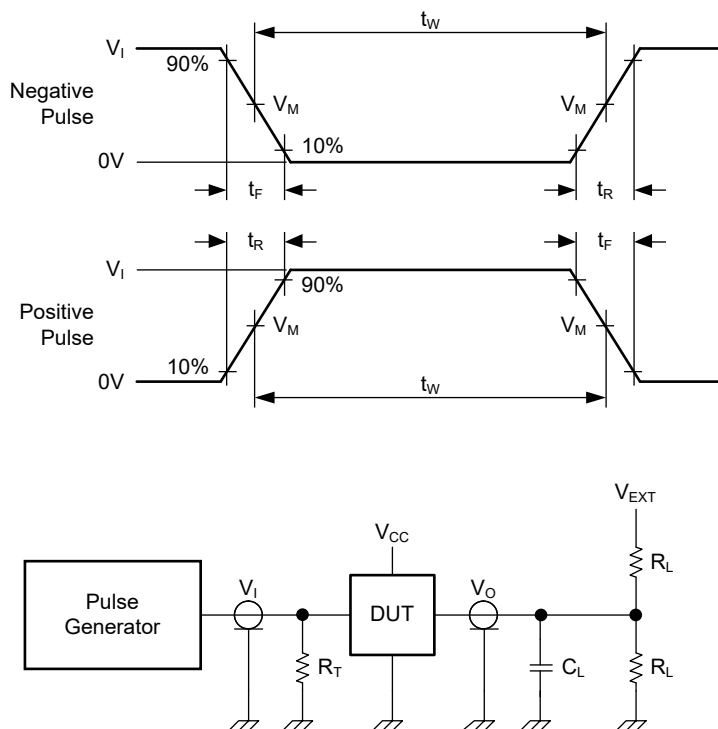 tW
VI
90%
Negative
Pulse
VM
VM
10%
0V
tF
tR
tR
tF
VI
90%
Positive
Pulse
VM
VM
10%
0V
tW
VEXT
VCC
RL
VI
VO
Pulse
Generator
DUT
RT
CL
RL